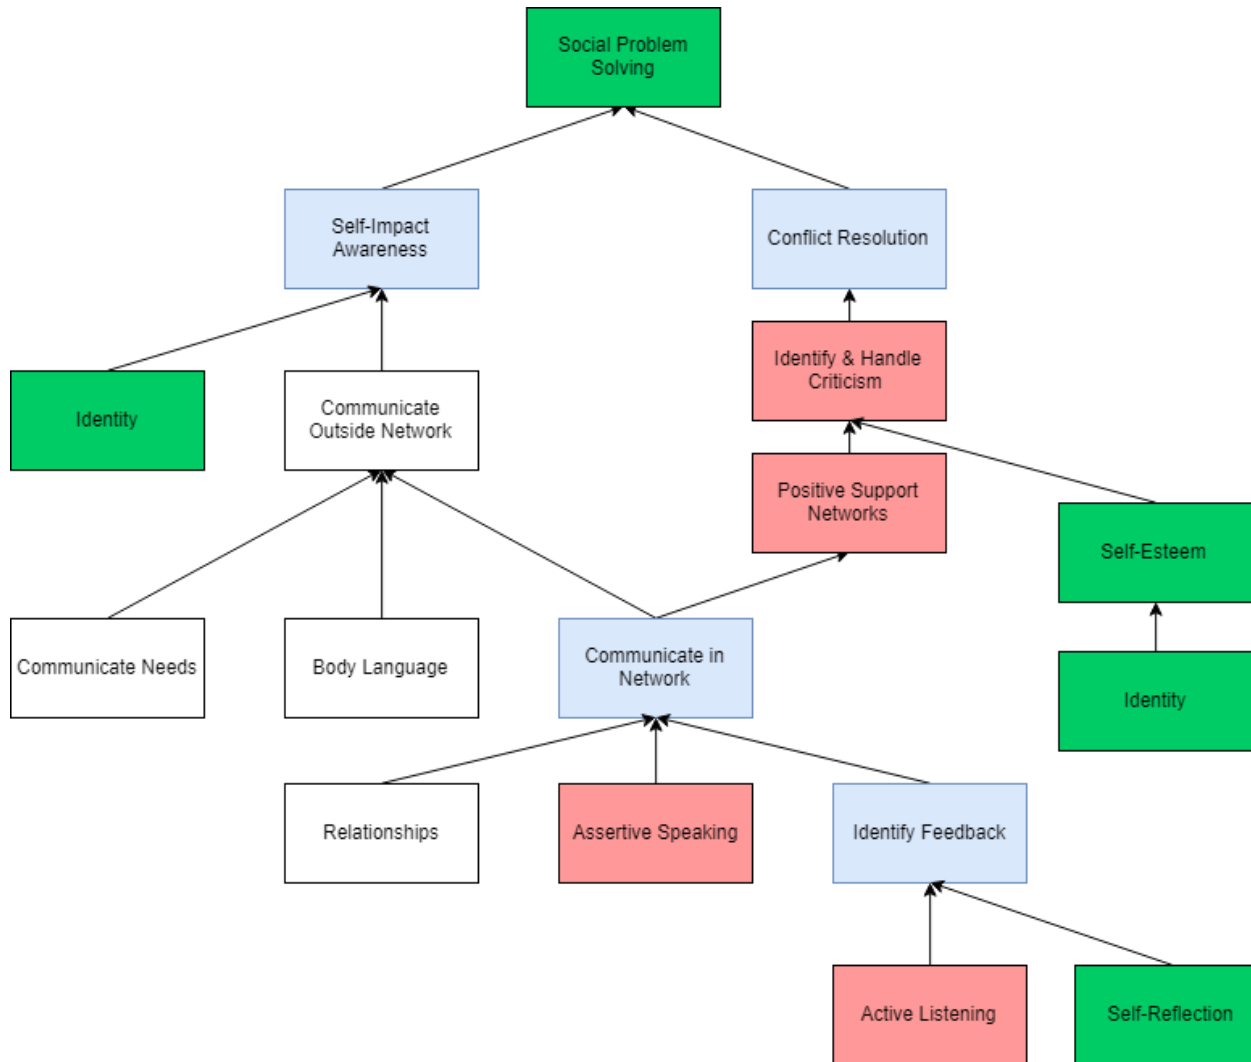 Social Problem
Solving
Self-Impact
Awareness
Conflict Resolution
Identify & Handle
Criticism
Identity
Communicate
Outside Network
Positive Support
Networks
Self-Esteem
Communicate Needs
Body Language
Communicate in
Network
Identity
Relationships
Assertive Speaking
Identify Feedback
Active Listening
Self-Reflection